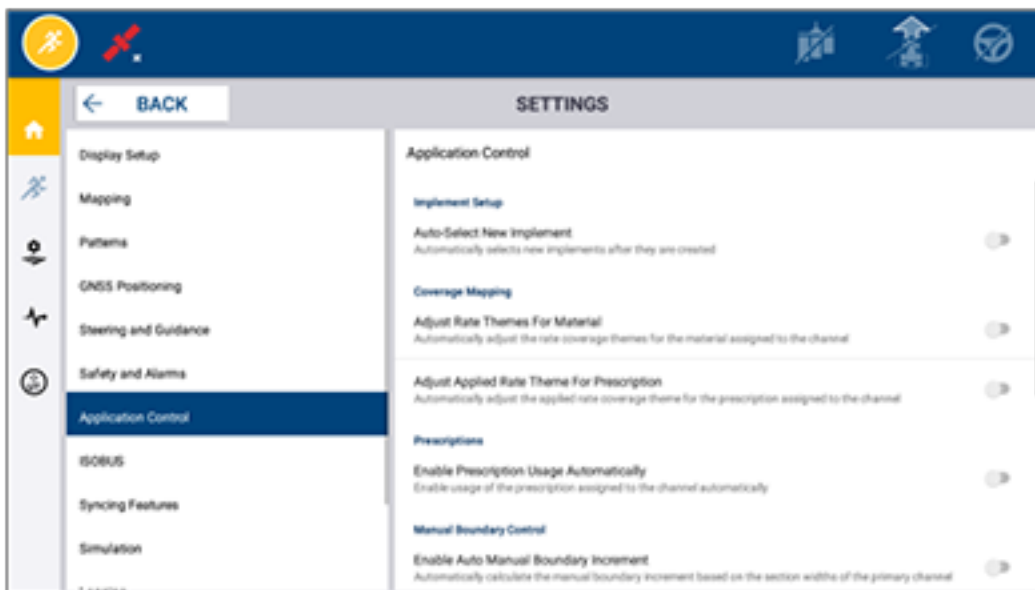 BACK
SETTINGS
Display Setup
Mapping
Patterns
GNSS Positioning
Steering and Guidance
Safety and Alarms
Application Control
ISOBUS
Syncing Features
Simulation
Application Control
Implement Setup
Auto-Select New Implement
Automatically selects new implements after they are created
Coverage Mapping
Adjust Rate Themes For Material
Automatically adjust the rate coverage themes for the material assigned to the channel
Adjust Applied Rate Theme For Prescription
Automatically adjust the applied rate coverage theme for the prescription assigned to the channel
Prescriptions
Enable Prescription Usage Automatically
Enable usage of the prescription assigned to the channel automatically
Manual Boundary Control
Enable Auto Manual Boundary Increment
Automatically calculate the manual boundary increment based on the section widths of the primary channel